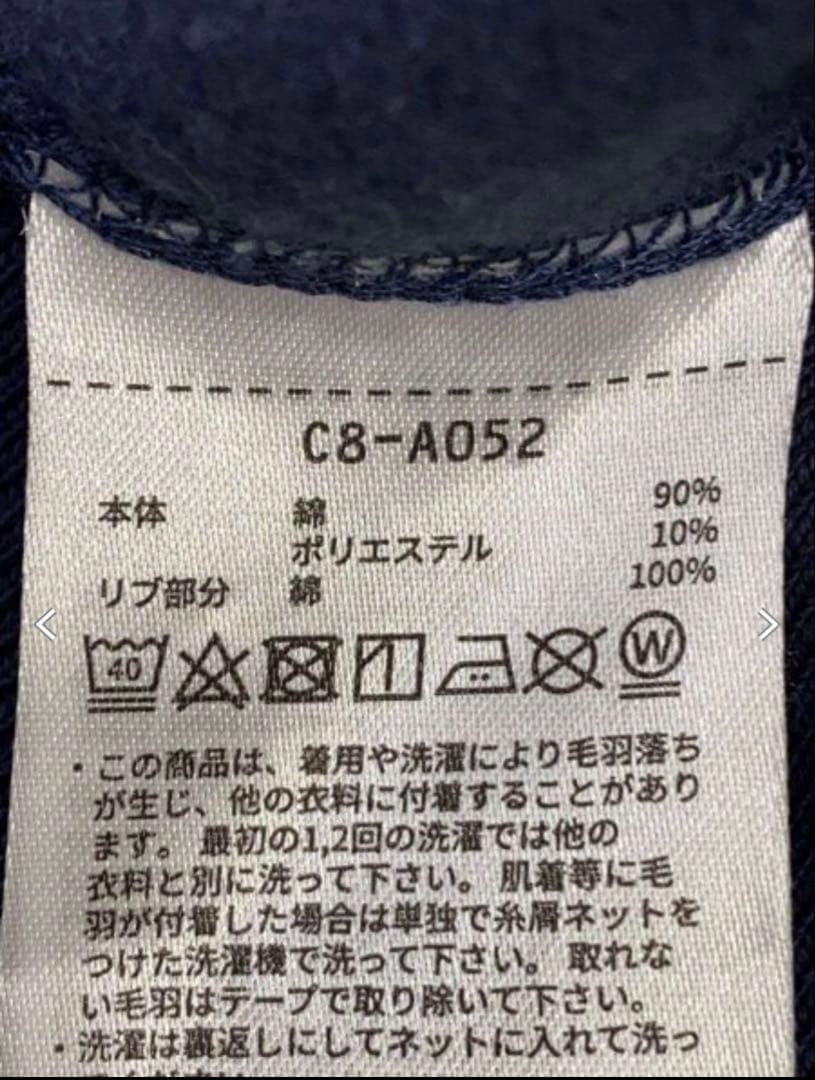 C8-A052
本体 綿 90%
ポリエステル 10%
リブ部分 綿 100%
40 W
・この商品は、着用や洗濯により毛羽落ち
が生じ、他の衣料に付着することがあり
ます。最初の1,2回の洗濯では他の
衣料と別に洗って下さい。肌着等に毛
羽が付着した場合は単独で糸屑ネットを
つけた洗濯機で洗って下さい。取れな
い毛羽はテープで取り除いて下さい。
・洗濯は裏返しにしてネットに入れて洗っ